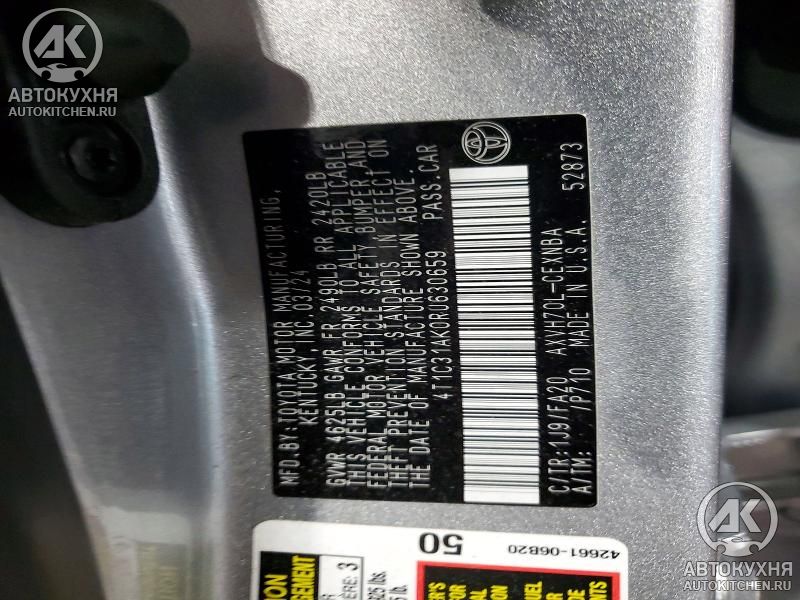 АВТОКУХНЯ
AUTOKITCHEN.RU
MFD.BY:TOYOTA MOTOR MANUFACTURING,
KENTUCKY, INC. 03/24
GVWR 4625LB GAWR FR 2490LB RR 2420LB
THIS VEHICLE CONFORMS TO ALL APPLICABLE
FEDERAL MOTOR VEHICLE SAFETY, BUMPER, AND
THEFT PREVENTION STANDARDS IN EFFECT ON
THE DATE OF MANUFACTURE SHOWN ABOVE.
4T1C31AK0RU630659 PASS.CAR
C/TR:1J9/FA20 AXVH70L-CEXNBA
A/TM: /P710 MADE IN U.S.A. 52873
50
42661-06B20
АВТОКУХНЯ
AUTOKITCHEN.RU